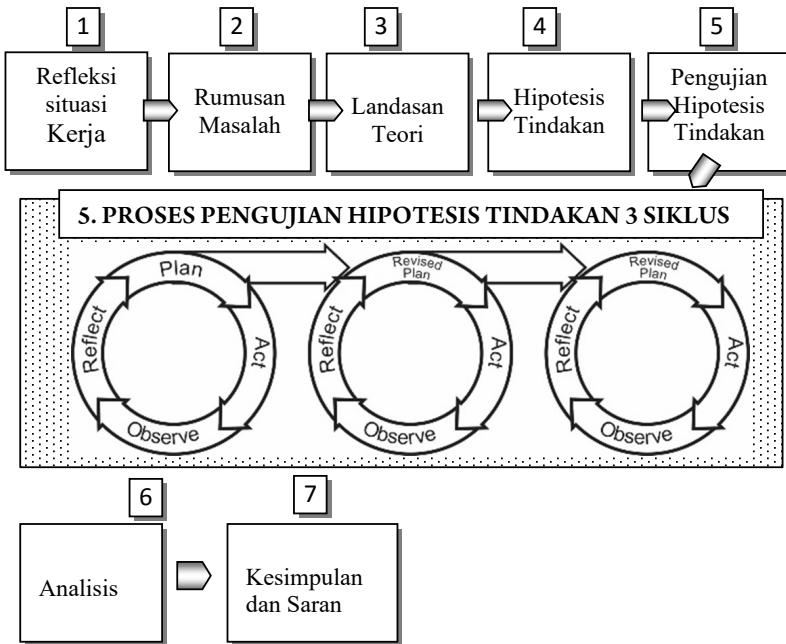 1
2
3
4
5
Refleksi
situasi
Kerja
Rumusan
Masalah
Landasan
Teori
Hipotesis
Tindakan
Pengujian
Hipotesis
Tindakan
5. PROSES PENGUJIAN HIPOTESIS TINDAKAN 3 SIKLUS
Plan
Act
Observe
Reflect
Revised
Plan
Act
Observe
Reflect
Revised
Plan
Act
Observe
Reflect
6
7
Analisis
Kesimpulan
dan Saran